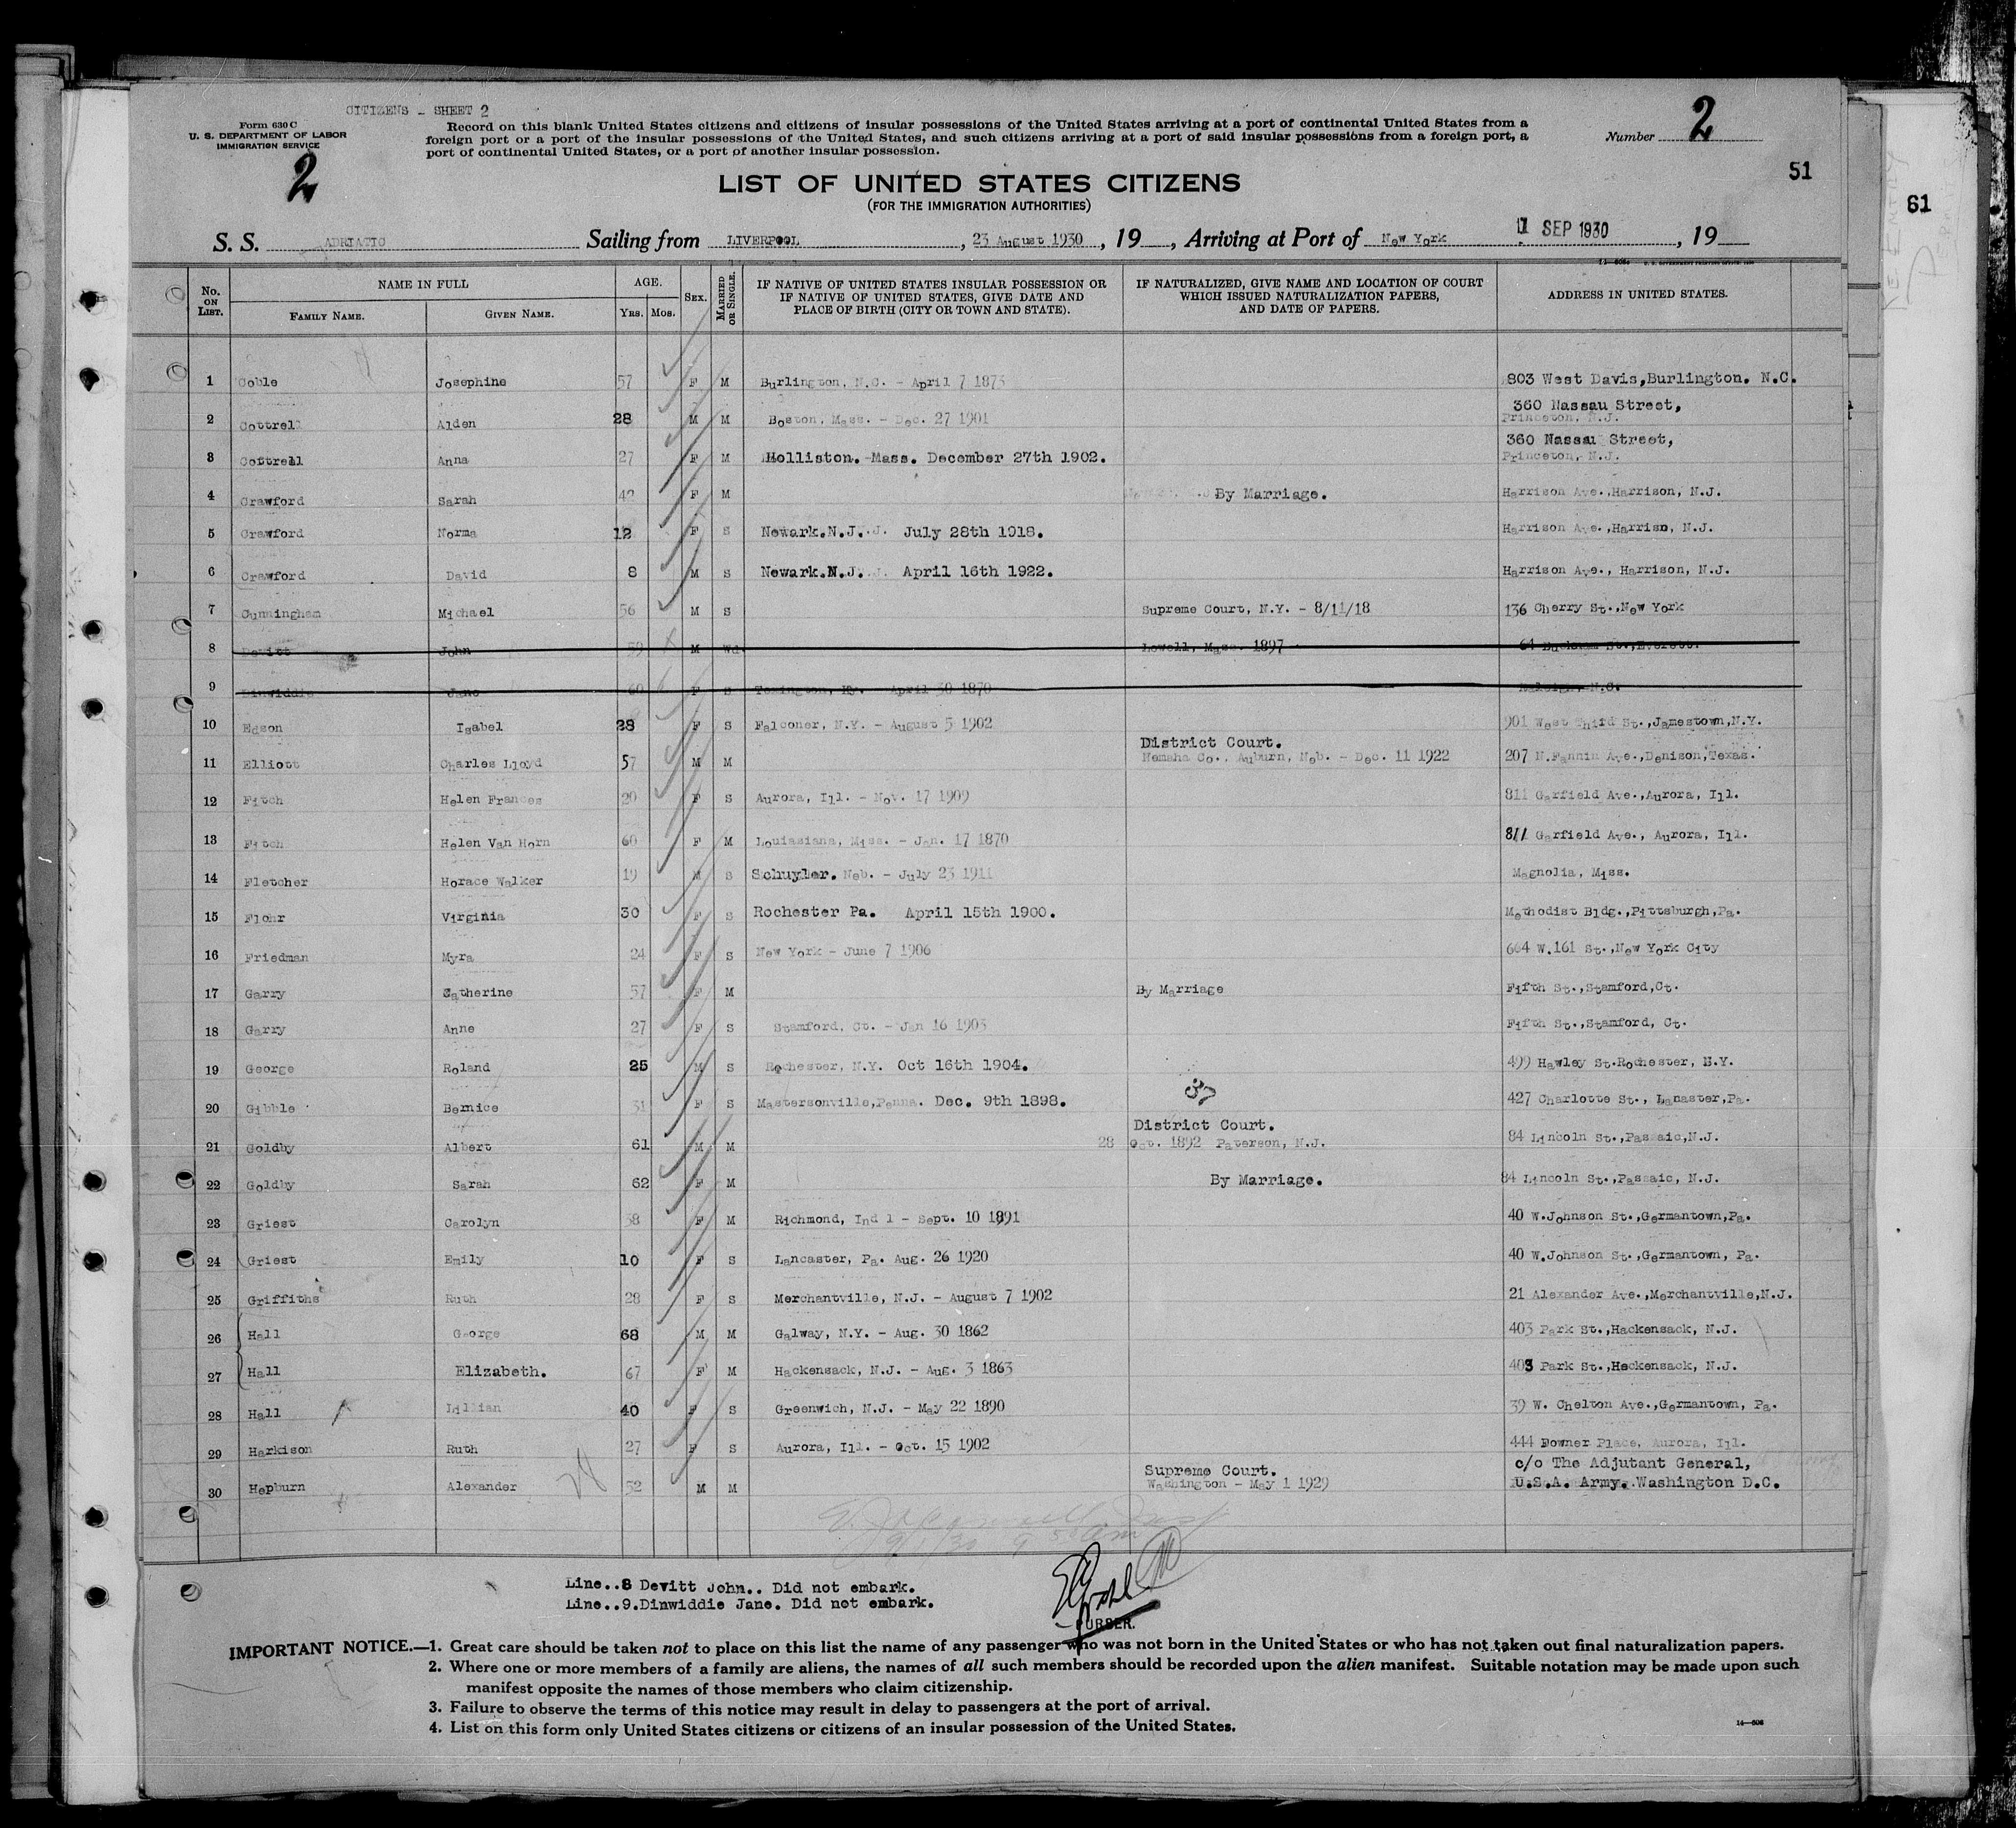 CITIZENS - SHEET 2
Form 630 C
U. S. DEPARTMENT OF LABOR
IMMIGRATION SERVICE
2
Record on this blank United States citizens and citizens of insular possessions of the United States arriving at a port of continental United States from a
foreign port or a port of the insular possessions of the United States, and such citizens arriving at a port of said insular possessions from a foreign port, a
port of continental United States, or a port of another insular possession.
Number 2
51
61
LIST OF UNITED STATES CITIZENS
(FOR THE IMMIGRATION AUTHORITIES)
S. S. ADRIATIC Sailing from LIVERPOOL, 23 August 1930, 19 , Arriving at Port of New York 1 SEP 1930, 19
No. ON LIST. NAME IN FULL FAMILY NAME. GIVEN NAME. AGE. YRS. MOS. SEX. MARRIED OR SINGLE. IF NATIVE OF UNITED STATES INSULAR POSSESSION OR IF NATIVE OF UNITED STATES, GIVE DATE AND PLACE OF BIRTH (CITY OR TOWN AND STATE). IF NATURALIZED, GIVE NAME AND LOCATION OF COURT WHICH ISSUED NATURALIZATION PAPERS, AND DATE OF PAPERS. ADDRESS IN UNITED STATES.
1 Coble Josephine 57 F M Burlington, N.C. - April 7 1873 803 West Davis,Burlington. N.C.
2 Cottrell Alden 28 M M Boston, Mass. - Dec. 27 1901 360 Nassau Street, Princeton, N.J.
3 Cottrell Anna 27 F M Holliston. Mass. December 27th 1902. 360 Nassau Street, Princeton, N.J.
4 Crawford Sarah 42 F M By Marriage. Harrison Ave.,Harrison, N.J.
5 Crawford Norma 12 F S Newark.N.J. July 28th 1918. Harrison Ave.,Harrisn, N.J.
6 Crawford David 8 M S Newark.N.J. April 16th 1922. Harrison Ave., Harrison, N.J.
7 Cunningham Michael 56 M S Supreme Court, N.Y. - 8/11/18 136 Cherry St.,New York
8 Devitt John 59 M Wd Lowell, Mass. 1897 64 St.,Everett.
9 Dinwiddie Jane 60 F S Ky. - April 30 1870 Raleigh, N.C.
10 Edson Isabel 28 F S Falconer, N.Y. - August 5 1902 901 West Third St.,Jamestown,N.Y.
11 Elliott Charles Lloyd 57 M M District Court. Nemaha Co., Auburn, Neb. - Dec. 11 1922 207 N.Fannin Ave.,Denison,Texas.
12 Fitch Helen Frances 20 F S Aurora, Ill. - Nov. 17 1909 811 Garfield Ave.,Aurora, Ill.
13 Fitch Helen Van Horn 60 F M Louisiana, Miss. - Jan. 17 1870 811 Garfield Ave., Aurora, Ill.
14 Fletcher Horace Walker 19 M S Schuyler. Neb. - July 23 1911 Magnolia, Miss.
15 Flohr Virginia 30 F S Rochester Pa. April 15th 1900. Methodist Bldg.,Pittsburgh,Pa.
16 Friedman Myra 24 F S New York - June 7 1906 664 W.161 St.,New York City
17 Garry Catherine 57 F M By Marriage Fifth St.,Stamford,Ct.
18 Garry Anne 27 F S Stamford, Ct. - Jan 16 1903 Fifth St.,Stamford, Ct.
19 George Roland 25 M S Rochester, N.Y. Oct 16th 1904. 499 Hawley St.Rochester, N.Y.
20 Gibble Bernice 31 F S Mastersonville,Penna. Dec. 9th 1898. 427 Charlotte St., Lanaster,Pa.
21 Goldby Albert 61 M M District Court. 28 Oct. 1892 Paterson, N.J. 84 Lincoln St.,Passaic,N.J.
22 Goldby Sarah 62 F M By Marriage. 84 Lincoln St.,Passaic, N.J.
23 Griest Carolyn 38 F M Richmond, Ind 1 - Sept. 10 1891 40 W.Johnson St.,Germantown,Pa.
24 Griest Emily 10 F S Lancaster, Pa. Aug. 26 1920 40 W.Johnson St.,Germantown, Pa.
25 Griffiths Ruth 28 F S Merchantville, N.J. - August 7 1902 21 Alexander Ave.,Merchantville,N.J.
26 Hall George 68 M M Galway, N.Y. - Aug. 30 1862 403 Park St.,Hackensack, N.J.
27 Hall Elizabeth. 67 F M Hackensack, N.J. - Aug. 3 1863 403 Park St.,Hackensack, N.J.
28 Hall Lillian 40 F S Greenwich, N.J. - May 22 1890 39 W. Chelton Ave.,Germantown, Pa.
29 Harkison Ruth 27 F S Aurora, Ill. - Oct. 15 1902 444 Downer Place, Aurora, Ill.
30 Hepburn Alexander 52 M M Supreme Court. Washington - May 1 1929 c/o The Adjutant General, U.S.A. Army. Washington D.C.
Line..8 Devitt John.. Did not embark.
Line..9.Dinwiddie Jane. Did not embark.
PURSER.
IMPORTANT NOTICE.—1. Great care should be taken not to place on this list the name of any passenger who was not born in the United States or who has not taken out final naturalization papers.
2. Where one or more members of a family are aliens, the names of all such members should be recorded upon the alien manifest. Suitable notation may be made upon such
manifest opposite the names of those members who claim citizenship.
3. Failure to observe the terms of this notice may result in delay to passengers at the port of arrival.
4. List on this form only United States citizens or citizens of an insular possession of the United States.